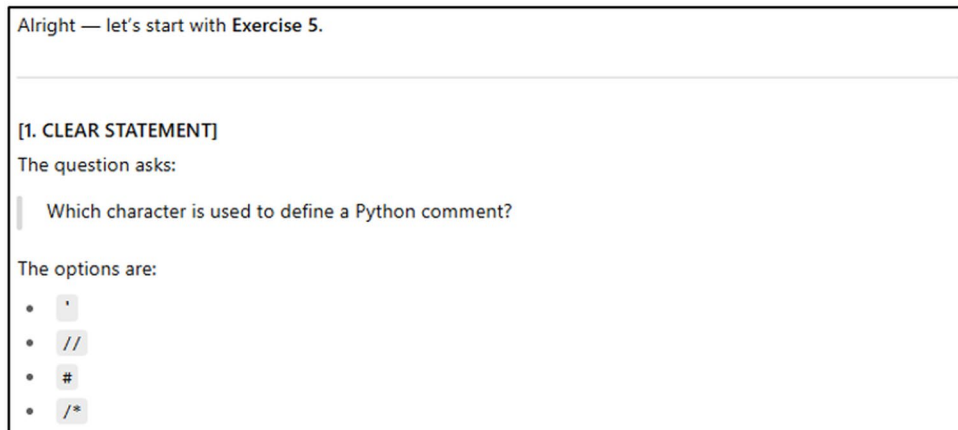 Alright — let's start with Exercise 5.
[1. CLEAR STATEMENT]
The question asks:
Which character is used to define a Python comment?
The options are:
• '
• //
• #
• /*